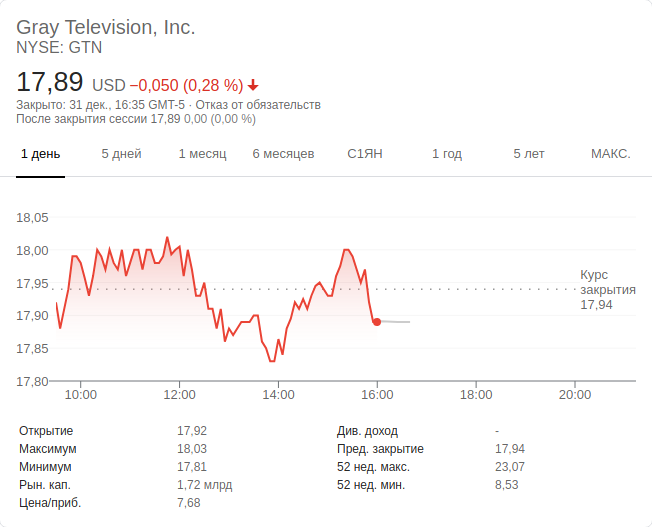 Gray Television, Inc.
NYSE: GTN
17,89 USD −0,050 (0,28 %)
Закрыто: 31 дек., 16:35 GMT-5 · Отказ от обязательств
После закрытия сессии 17,89 0,00 (0,00 %)
1 день 5 дней 1 месяц 6 месяцев С1ЯН 1 год 5 лет МАКС.
18,05
18,00
17,95
17,90
17,85
17,80
Курс
закрытия
17,94
10:00 12:00 14:00 16:00 18:00 20:00
Открытие 17,92 Див. доход -
Максимум 18,03 Пред. закрытие 17,94
Минимум 17,81 52 нед. макс. 23,07
Рын. кап. 1,72 млрд 52 нед. мин. 8,53
Цена/приб. 7,68